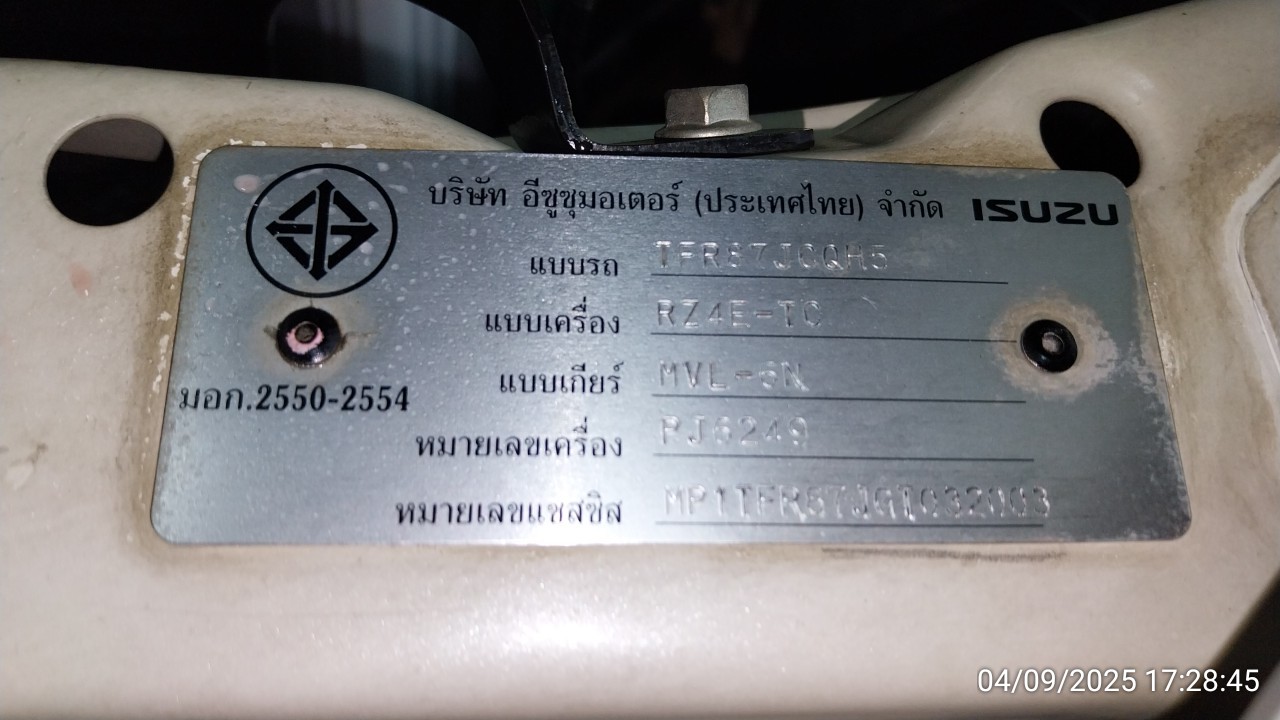 บริษัท อีซูซุมอเตอร์ (ประเทศไทย) จำกัด ISUZU
แบบรถ TFR87JCQH5
แบบเครื่อง RZ4E-TC
แบบเกียร์ MVL-6N
มอก.2550-2554
หมายเลขเครื่อง PJ6249
หมายเลขแชสซิส
04/09/2025 17:28:45